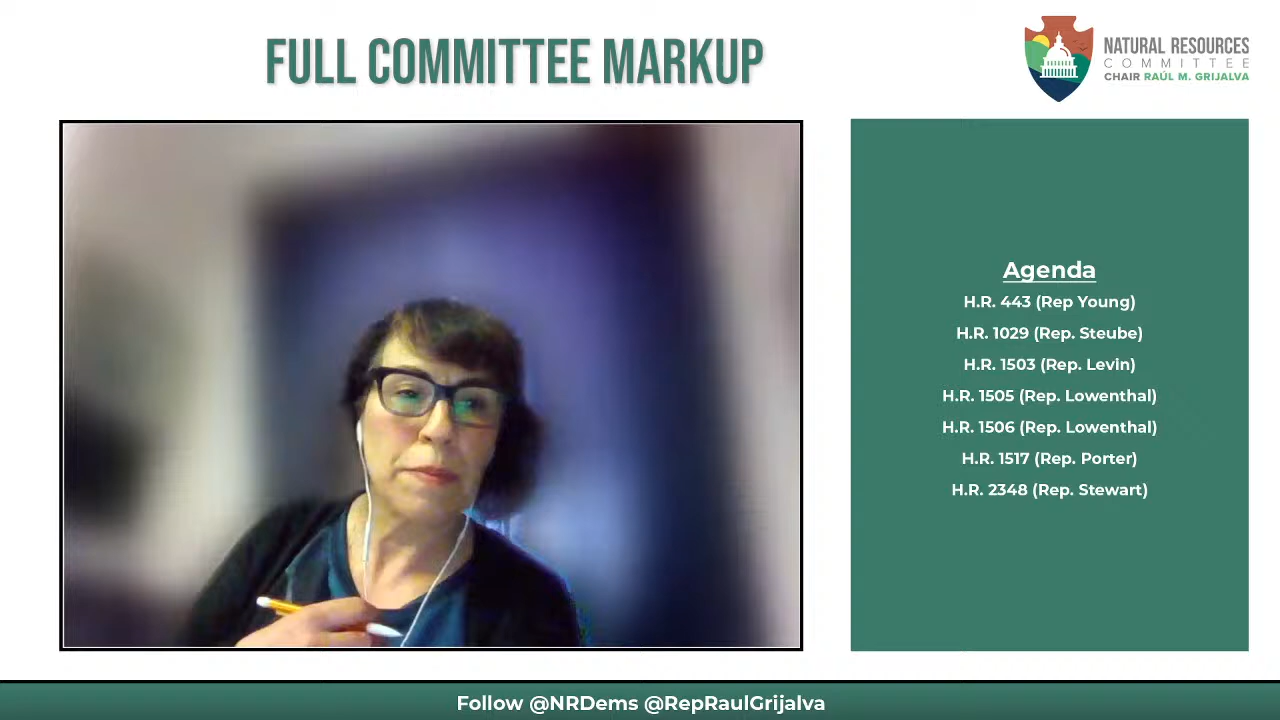 FULL COMMITTEE MARKUP
NATURAL RESOURCES
COMMITTEE
CHAIR RAÚL M. GRIJALVA
Agenda
H.R. 443 (Rep Young)
H.R. 1029 (Rep. Steube)
H.R. 1503 (Rep. Levin)
H.R. 1505 (Rep. Lowenthal)
H.R. 1506 (Rep. Lowenthal)
H.R. 1517 (Rep. Porter)
H.R. 2348 (Rep. Stewart)
Follow @NRDems @RepRaulGrijalva